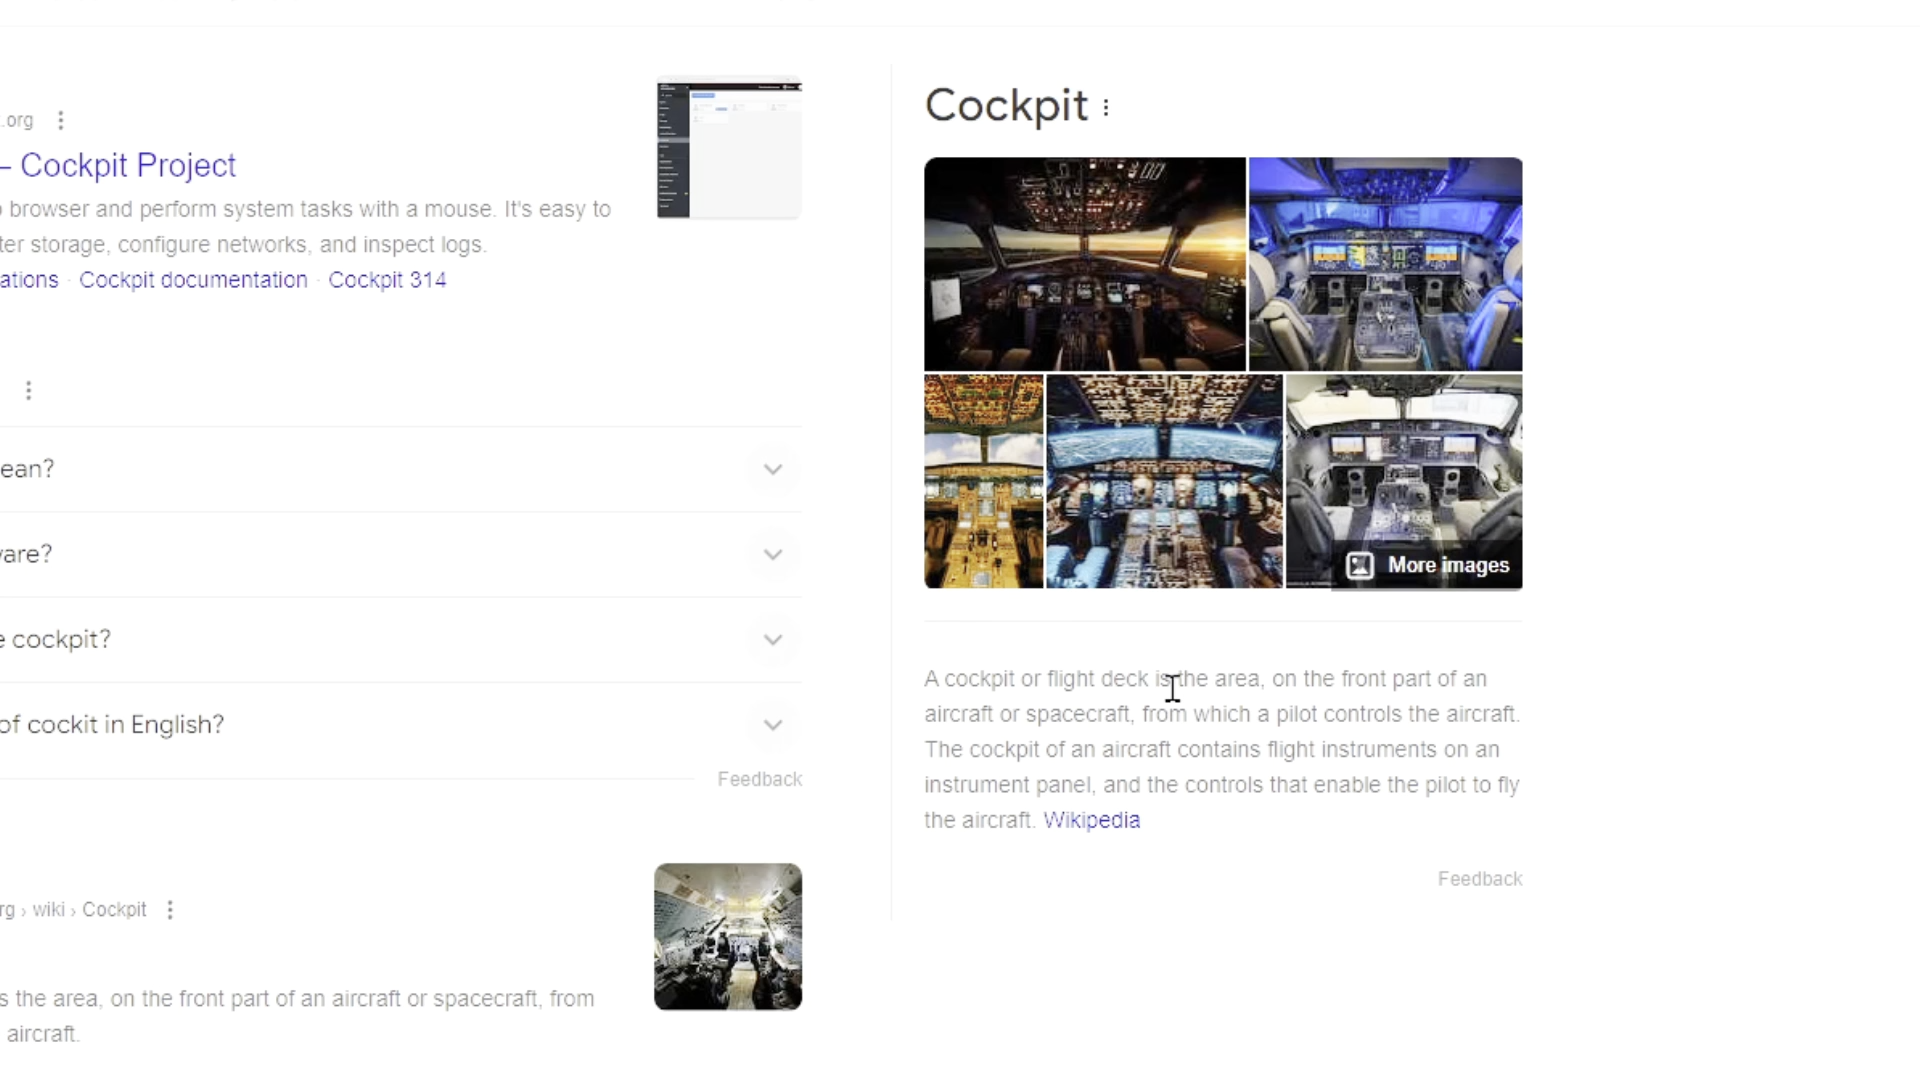 .org
– Cockpit Project
browser and perform system tasks with a mouse. It's easy to
ter storage, configure networks, and inspect logs.
ations · Cockpit documentation · Cockpit 314
ean?
vare?
e cockpit?
of cockit in English?
Feedback
rg › wiki › Cockpit
s the area, on the front part of an aircraft or spacecraft, from
aircraft.
Cockpit
More images
A cockpit or flight deck is the area, on the front part of an
aircraft or spacecraft, from which a pilot controls the aircraft.
The cockpit of an aircraft contains flight instruments on an
instrument panel, and the controls that enable the pilot to fly
the aircraft. Wikipedia
Feedback